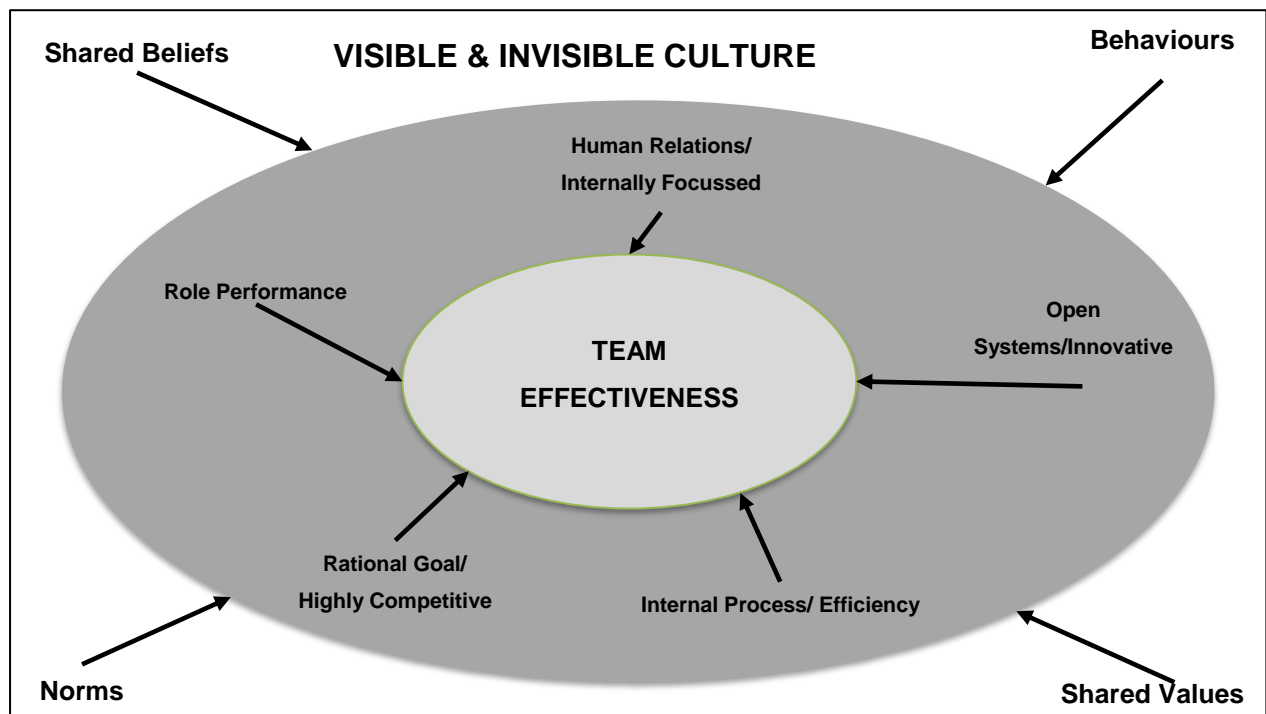 Shared Beliefs
VISIBLE & INVISIBLE CULTURE
Behaviours
Human Relations/
Internally Focussed
Role Performance
Open
Systems/Innovative
TEAM
EFFECTIVENESS
Rational Goal/
Highly Competitive
Internal Process/ Efficiency
Norms
Shared Values